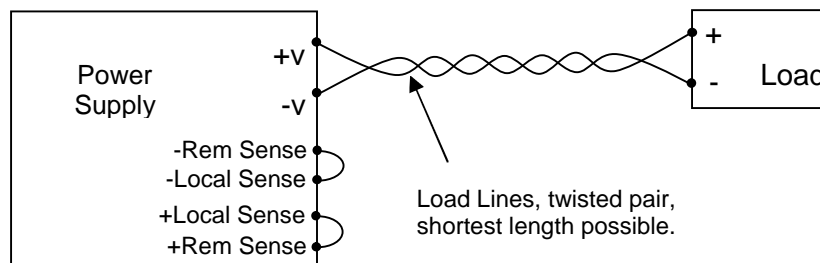 +v
Power
Supply
-v
-Rem Sense
-Local Sense
+Local Sense
+Rem Sense
+
-
Load
Load Lines, twisted pair,
shortest length possible.